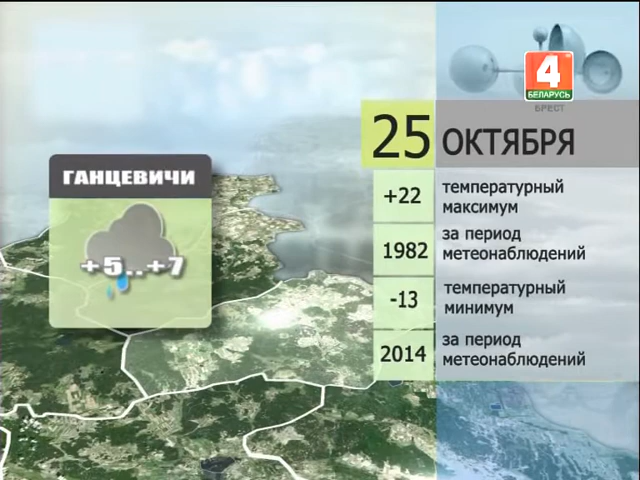 4
БЕЛАРУСЬ
БРЕСТ
25 ОКТЯБРЯ
ГАНЦЕВИЧИ
+5..+7
+22 температурный
максимум
1982 за период
метеонаблюдений
-13 температурный
минимум
2014 за период
метеонаблюдений